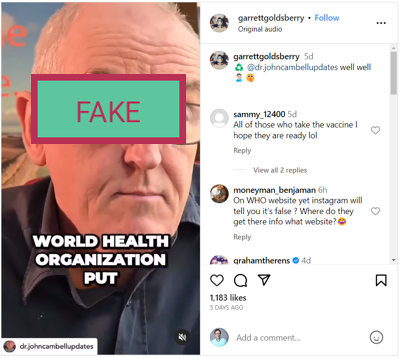 FAKE
WORLD HEALTH
ORGANIZATION
PUT
dr.johncambellupdates
garrettgoldsberry • Follow
Original audio
garrettgoldsberry 5d
@dr.johncambellupdates well well
sammy_12400 5d
All of those who take the vaccine I
hope they are ready lol
Reply
View all 2 replies
moneyman_benjaman 6h
On WHO website yet instagram will
tell you it's false ? Where do they
get there info what website?😂
Reply
grahamtherens 4d
1,183 likes
5 DAYS AGO
Add a comment...